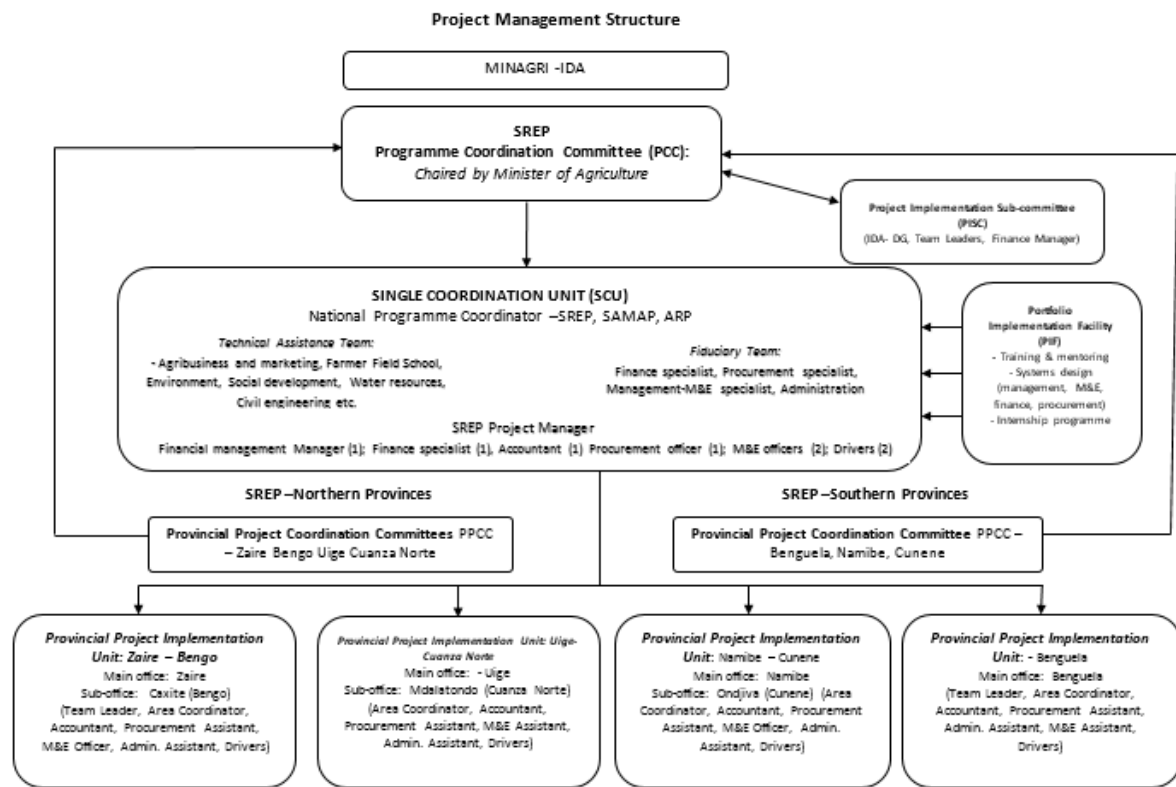 Project Management Structure
MINAGRI -IDA
SREP
Programme Coordination Committee (PCC):
Chaired by Minister of Agriculture
Project Implementation Sub-committee
(PISC)
(IDA- DG, Team Leaders, Finance Manager)
SINGLE COORDINATION UNIT (SCU)
National Programme Coordinator –SREP, SAMAP, ARP
Technical Assistance Team:
- Agribusiness and marketing, Farmer Field School,
Environment, Social development, Water resources,
Civil engineering etc.
Fiduciary Team:
Finance specialist, Procurement specialist,
Management-M&E specialist, Administration
SREP Project Manager
Financial management Manager (1); Finance specialist (1), Accountant (1) Procurement officer (1); M&E officers (2); Drivers (2)
Portfolio
Implementation Facility
(PIF)
- Training & mentoring
- Systems design
(management, M&E,
finance, procurement)
- Internship programme
SREP –Northern Provinces
SREP –Southern Provinces
Provincial Project Coordination Committees PPCC
– Zaire Bengo Uige Cuanza Norte
Provincial Project Coordination Committee PPCC –
Benguela, Namibe, Cunene
Provincial Project Implementation
Unit: Zaire – Bengo
Main office: Zaire
Sub-office: Caxite (Bengo)
(Team Leader, Area Coordinator,
Accountant, Procurement Assistant,
M&E Officer, Admin. Assistant, Drivers)
Provincial Project Implementation Unit: Uige-
Cuanza Norte
Main office: - Uige
Sub-office: Mdalatondo (Cuanza Norte)
(Area Coordinator, Accountant,
Procurement Assistant, M&E Assistant,
Admin. Assistant, Drivers)
Provincial Project Implementation
Unit: Namibe – Cunene
Main office: Namibe
Sub-office: Ondjiva (Cunene) (Area
Coordinator, Accountant, Procurement
Assistant, M&E Officer, Admin.
Assistant, Drivers)
Provincial Project Implementation
Unit: - Benguela
Main office: Benguela
(Team Leader, Area Coordinator,
Accountant, Procurement Assistant,
Admin. Assistant, M&E Assistant,
Drivers)